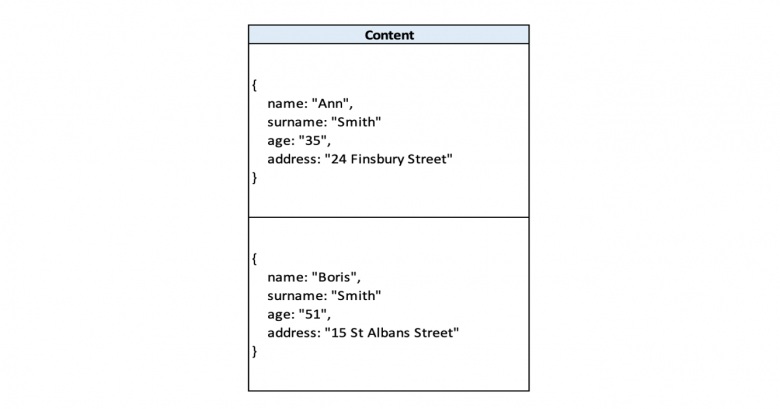 Content
{
name: "Ann",
surname: "Smith"
age: "35",
address: "24 Finsbury Street"
}
{
name: "Boris",
surname: "Smith"
age: "51",
address: "15 St Albans Street"
}